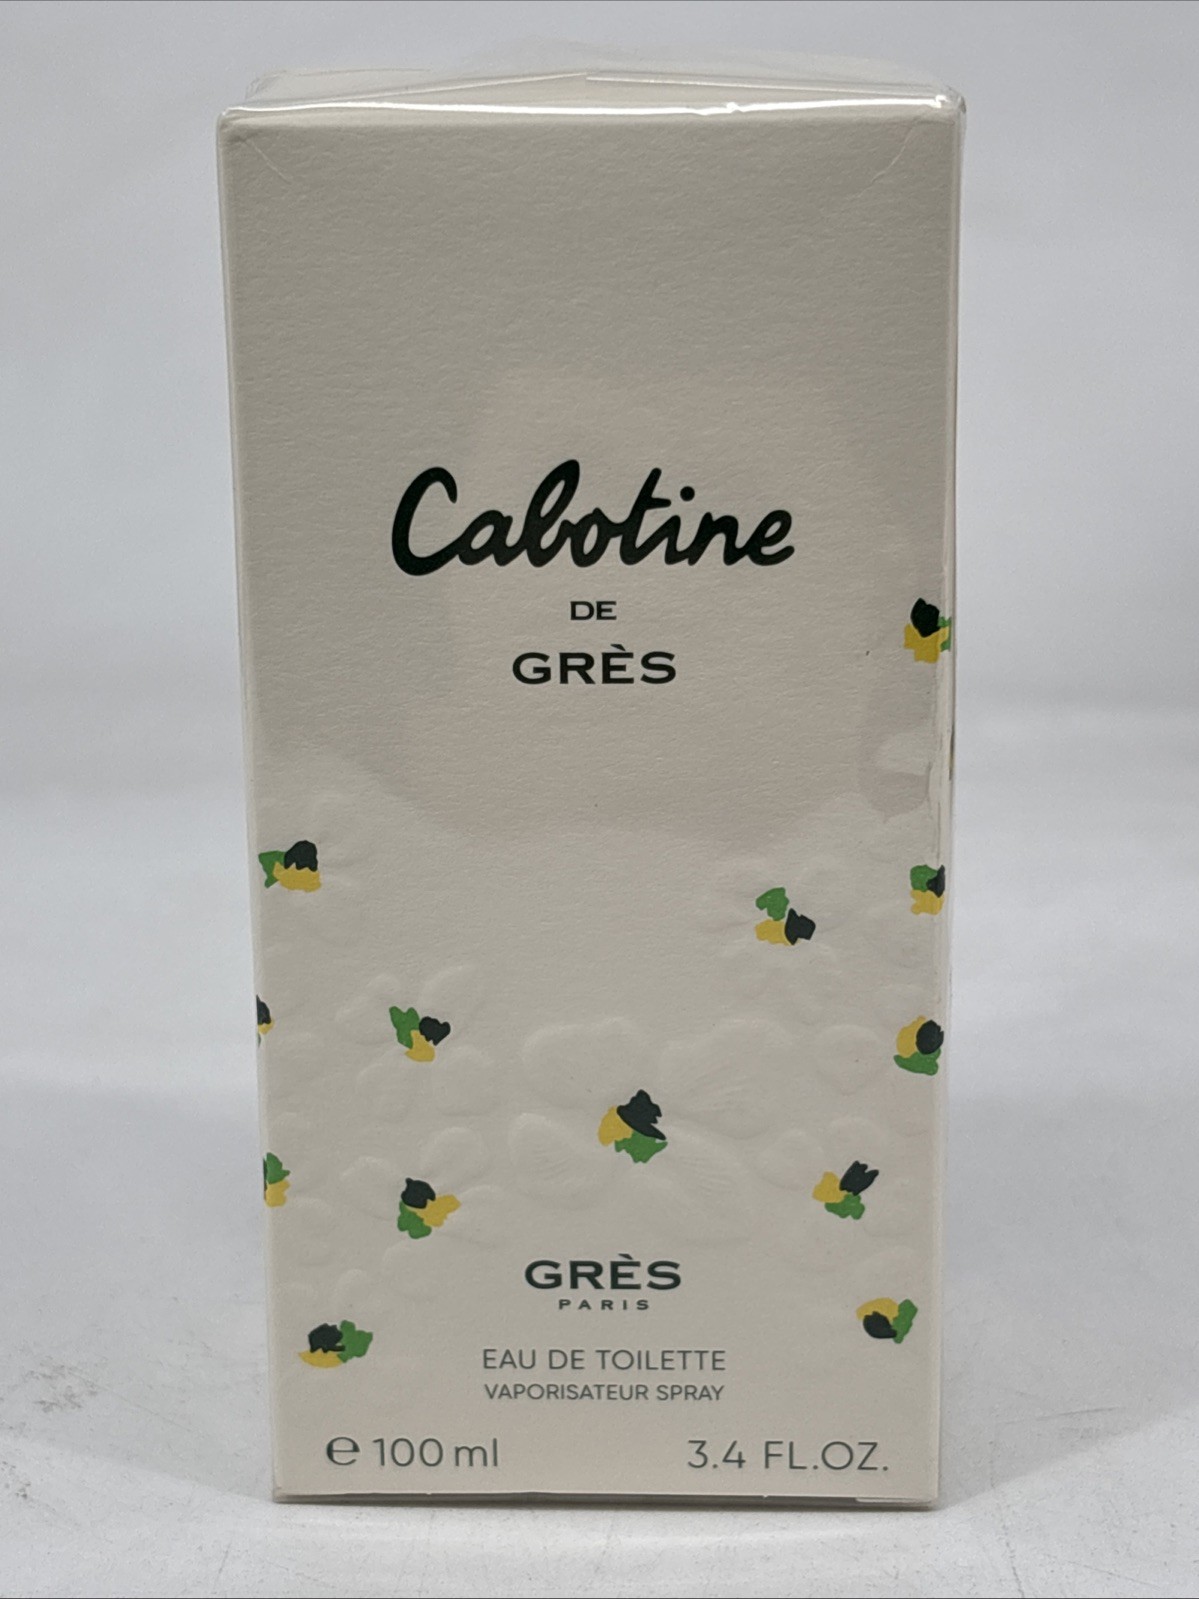 Cabotine
DE
GRÈS
GRÈS
PARIS
EAU DE TOILETTE
VAPORISATEUR SPRAY
℮ 100 ml 3.4 FL.OZ.